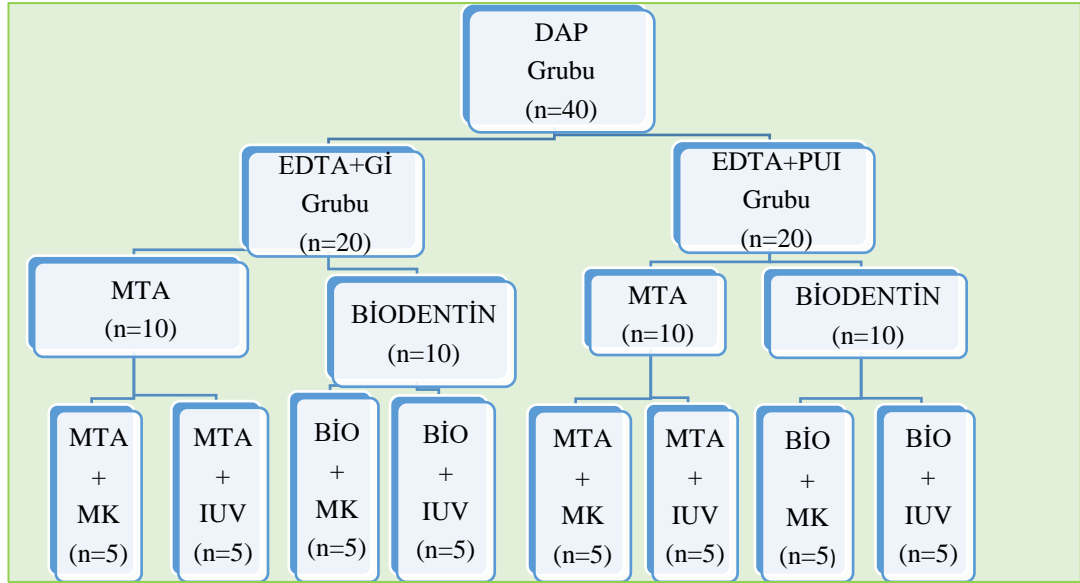 DAP
Grubu
(n=40)
EDTA+Gİ
Grubu
(n=20)
EDTA+PUI
Grubu
(n=20)
MTA
(n=10)
BİODENTİN
(n=10)
MTA
(n=10)
BİODENTİN
(n=10)
MTA
+
MK
(n=5)
MTA
+
IUV
(n=5)
BİO
+
MK
(n=5)
BİO
+
IUV
(n=5)
MTA
+
MK
(n=5)
MTA
+
IUV
(n=5)
BİO
+
MK
(n=5)
BİO
+
IUV
(n=5)